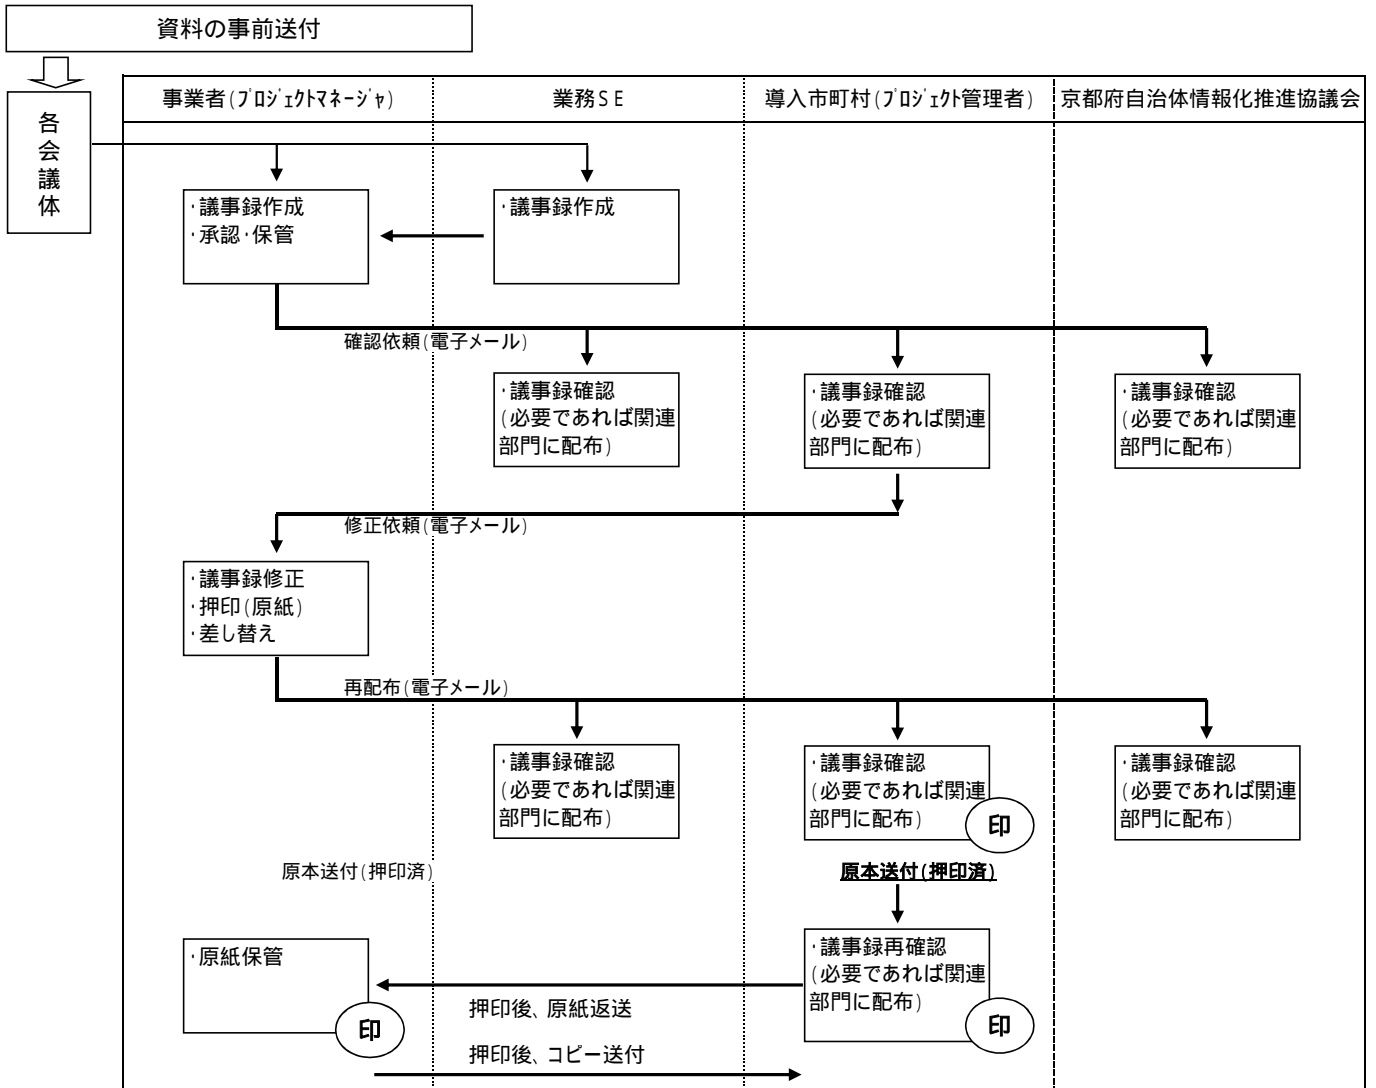 資料の事前送付
各
会
議
体
事業者(プロジェクトマネージャ)
業務SE
導入市町村(プロジェクト管理者)
京都府自治体情報化推進協議会
・議事録作成
・承認・保管
・議事録作成
確認依頼(電子メール)
・議事録確認
(必要であれば関連
部門に配布)
・議事録確認
(必要であれば関連
部門に配布)
・議事録確認
(必要であれば関連
部門に配布)
修正依頼(電子メール)
・議事録修正
・押印(原紙)
・差し替え
再配布(電子メール)
・議事録確認
(必要であれば関連
部門に配布)
・議事録確認
(必要であれば関連
部門に配布)
印
・議事録確認
(必要であれば関連
部門に配布)
原本送付(押印済)
原本送付(押印済)
・原紙保管
印
・議事録再確認
(必要であれば関連
部門に配布)
印
押印後、原紙返送
押印後、コピー送付